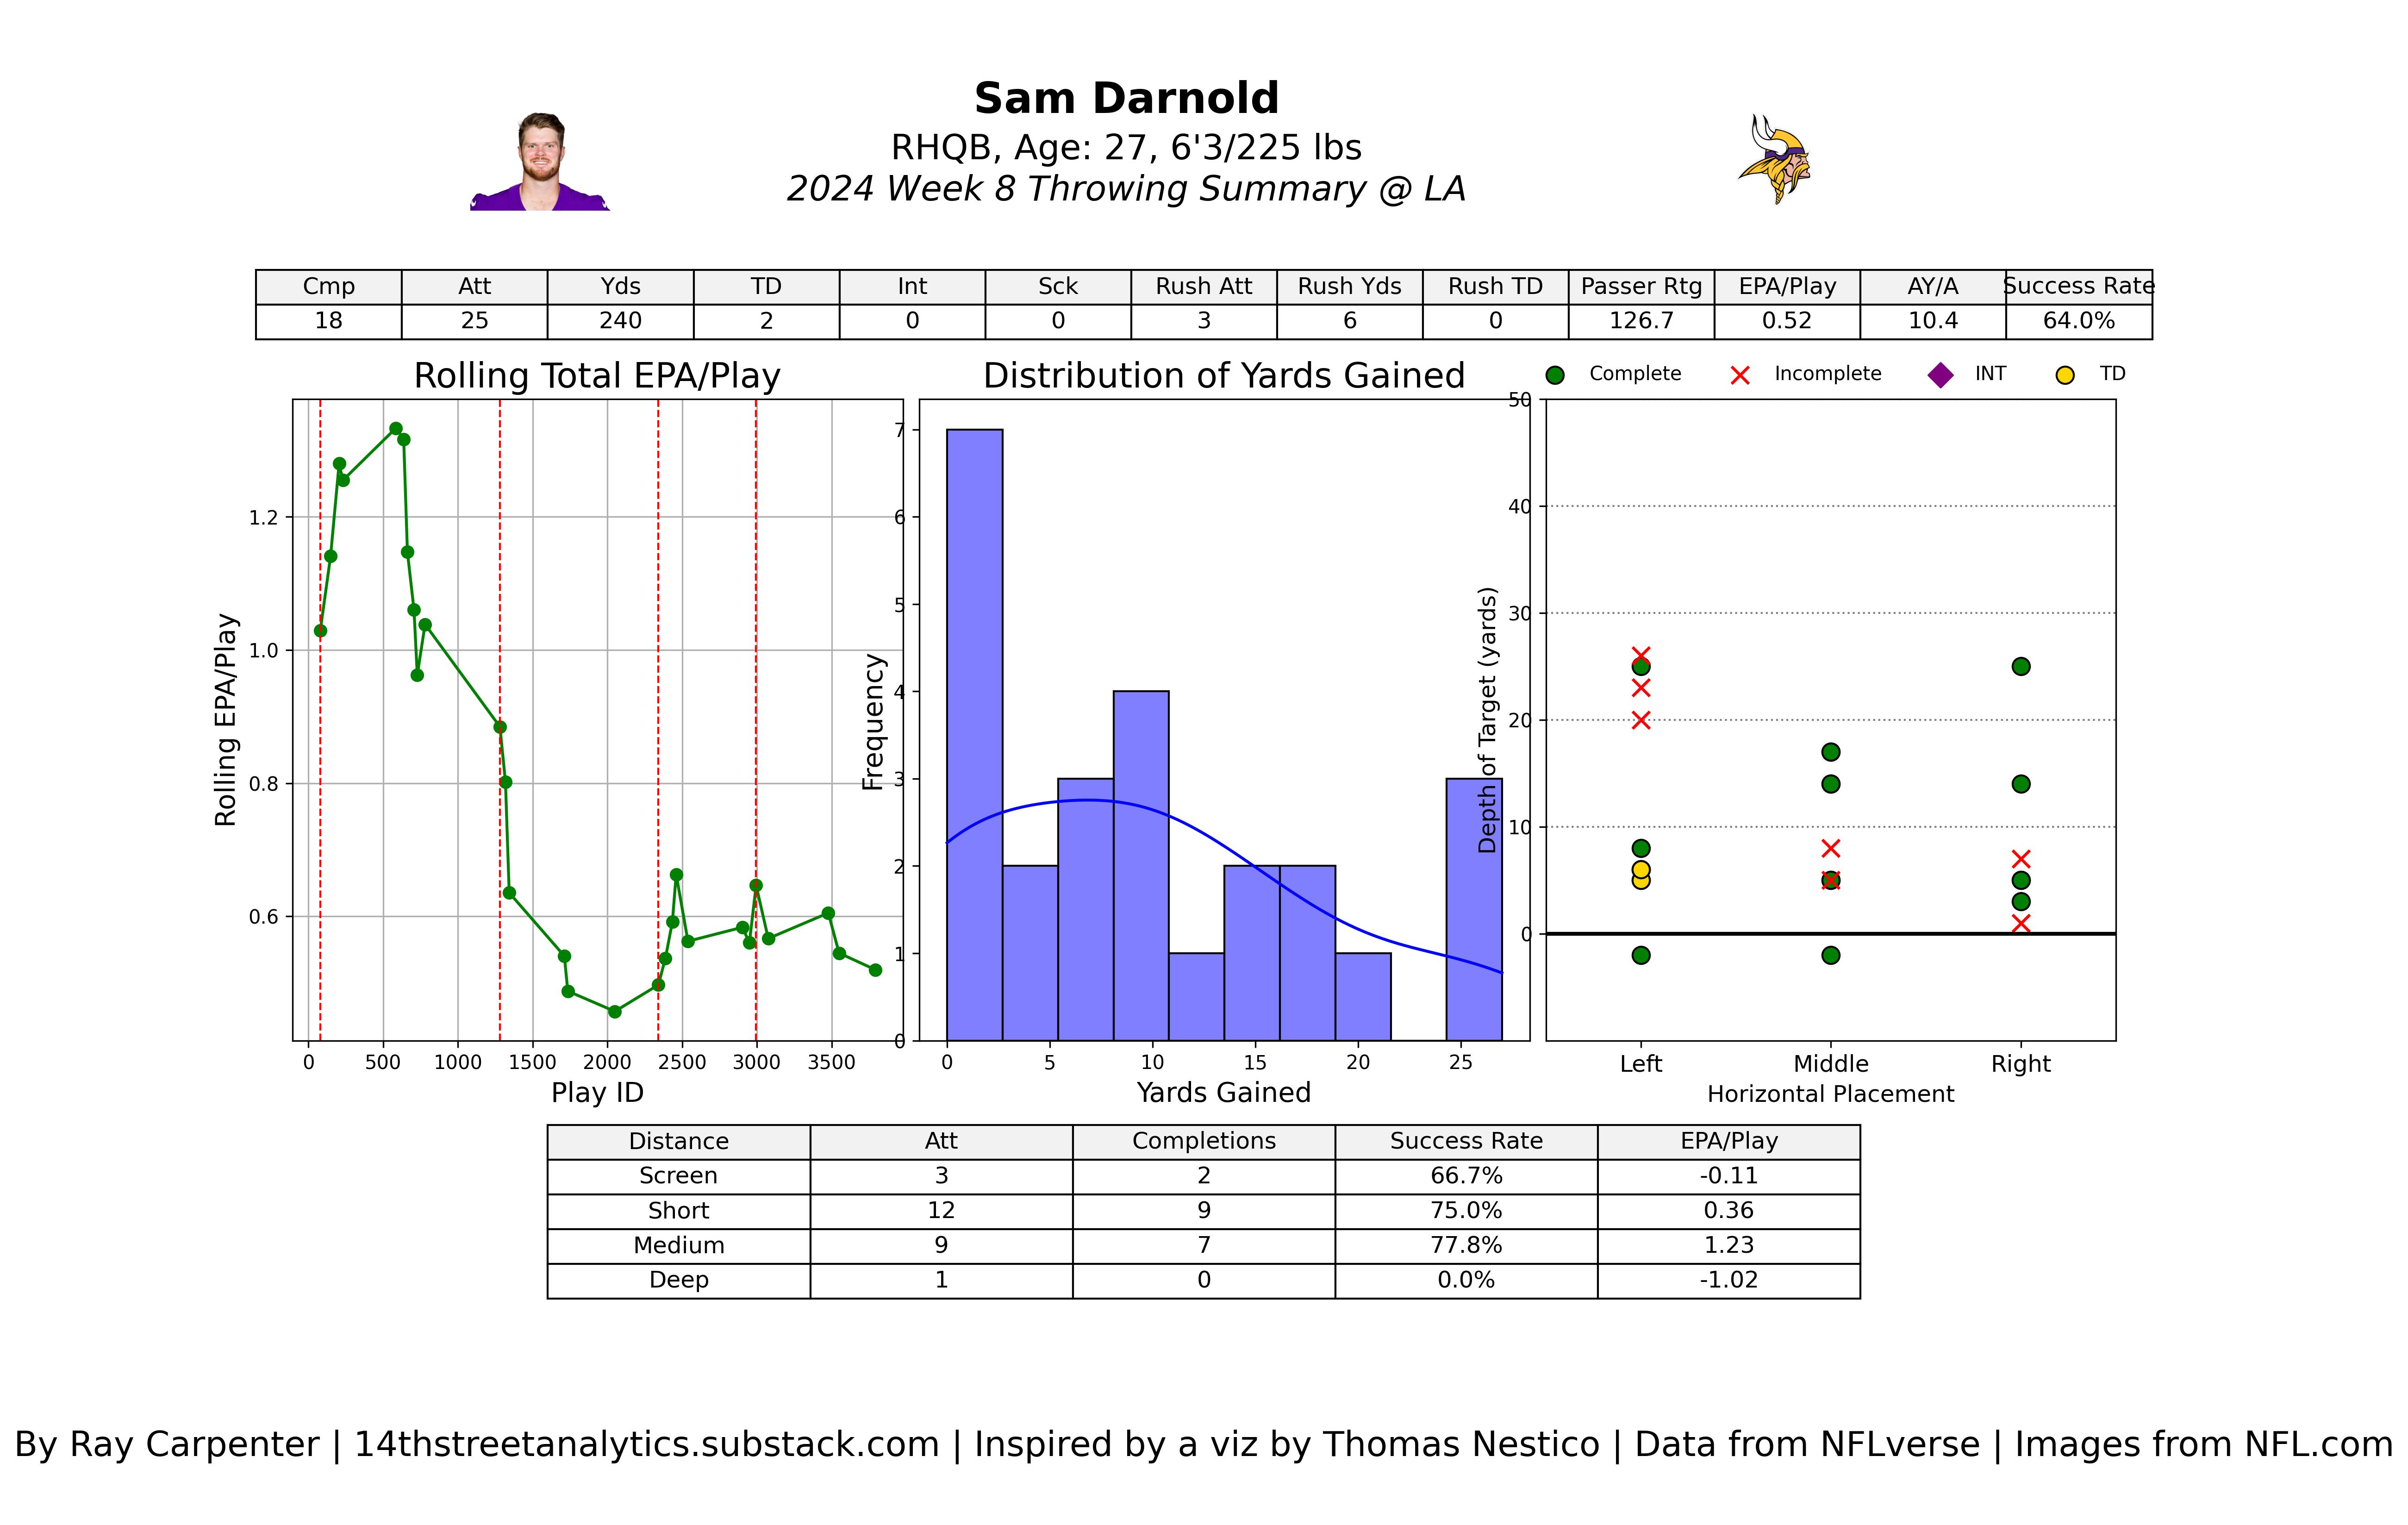 Sam Darnold
RHQB, Age: 27, 6'3/225 lbs
2024 Week 8 Throwing Summary @ LA
Cmp Att Yds TD Int Sck Rush Att Rush Yds Rush TD Passer Rtg EPA/Play AY/A Success Rate
18 25 240 2 0 0 3 6 0 126.7 0.52 10.4 64.0%
Rolling Total EPA/Play
Rolling EPA/Play
1.2
1.0
0.8
0.6
0 500 1000 1500 2000 2500 3000 3500
Play ID
Distribution of Yards Gained
Frequency
7
6
5
4
3
2
1
0
0 5 10 15 20 25
Yards Gained
Complete Incomplete INT TD
Depth of Target (yards)
50
40
30
20
10
0
Left Middle Right
Horizontal Placement
Distance Att Completions Success Rate EPA/Play
Screen 3 2 66.7% -0.11
Short 12 9 75.0% 0.36
Medium 9 7 77.8% 1.23
Deep 1 0 0.0% -1.02
By Ray Carpenter | 14thstreetanalytics.substack.com | Inspired by a viz by Thomas Nestico | Data from NFLverse | Images from NFL.com